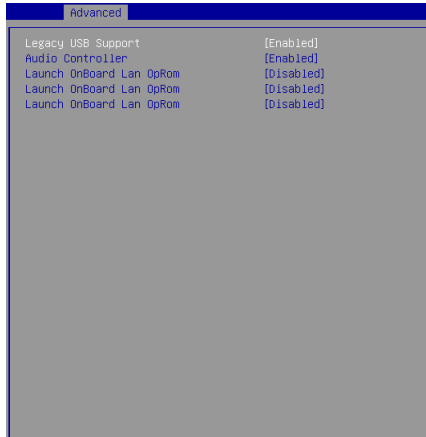 Advanced
Legacy USB Support [Enabled]
Audio Controller [Enabled]
Launch OnBoard Lan OpRom [Disabled]
Launch OnBoard Lan OpRom [Disabled]
Launch OnBoard Lan OpRom [Disabled]